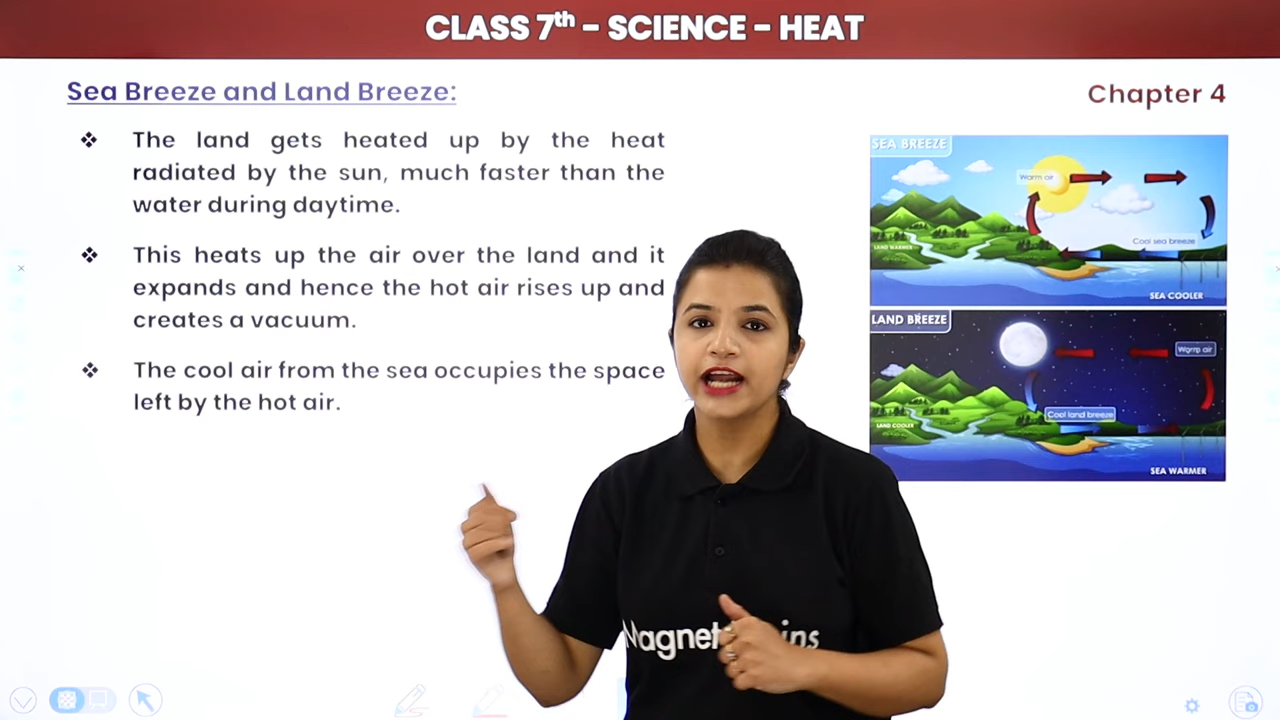 CLASS 7th - SCIENCE - HEAT
Sea Breeze and Land Breeze:
Chapter 4
❖ The land gets heated up by the heat
radiated by the sun, much faster than the
water during daytime.
❖ This heats up the air over the land and it
expands and hence the hot air rises up and
creates a vacuum.
❖ The cool air from the sea occupies the space
left by the hot air.
SEA BREEZE
Warm air
Cool sea breeze
LAND WARMER
SEA COOLER
LAND BREEZE
Warm air
Cool land breeze
LAND COOLER
SEA WARMER